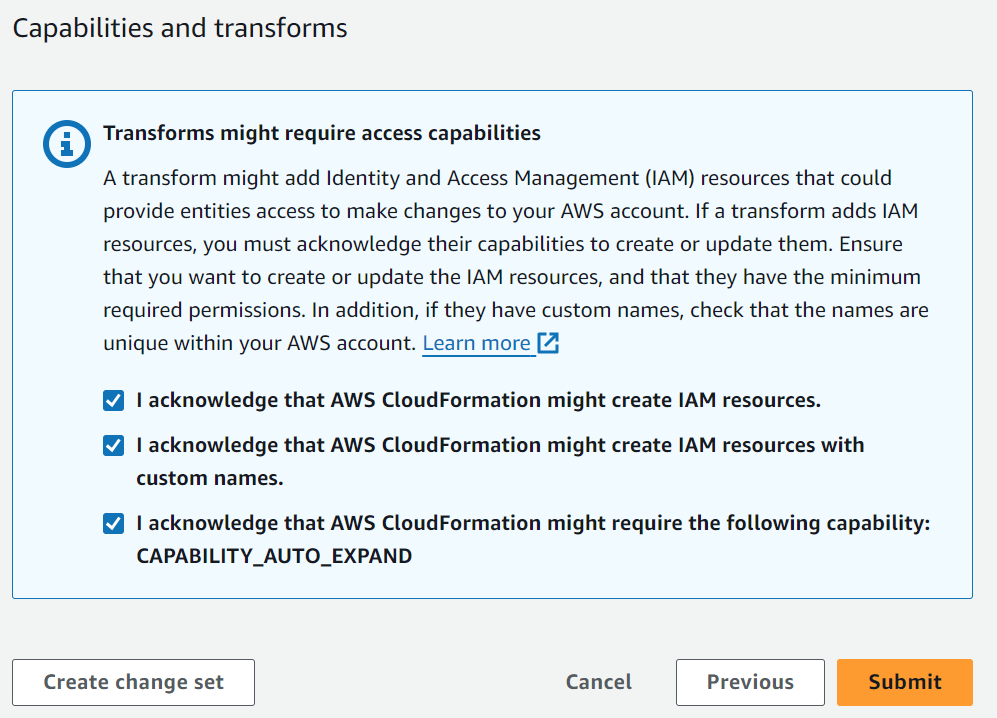 Capabilities and transforms
Transforms might require access capabilities
A transform might add Identity and Access Management (IAM) resources that could
provide entities access to make changes to your AWS account. If a transform adds IAM
resources, you must acknowledge their capabilities to create or update them. Ensure
that you want to create or update the IAM resources, and that they have the minimum
required permissions. In addition, if they have custom names, check that the names are
unique within your AWS account. Learn more
I acknowledge that AWS CloudFormation might create IAM resources.
I acknowledge that AWS CloudFormation might create IAM resources with
custom names.
I acknowledge that AWS CloudFormation might require the following capability:
CAPABILITY_AUTO_EXPAND
Create change set
Cancel
Previous
Submit